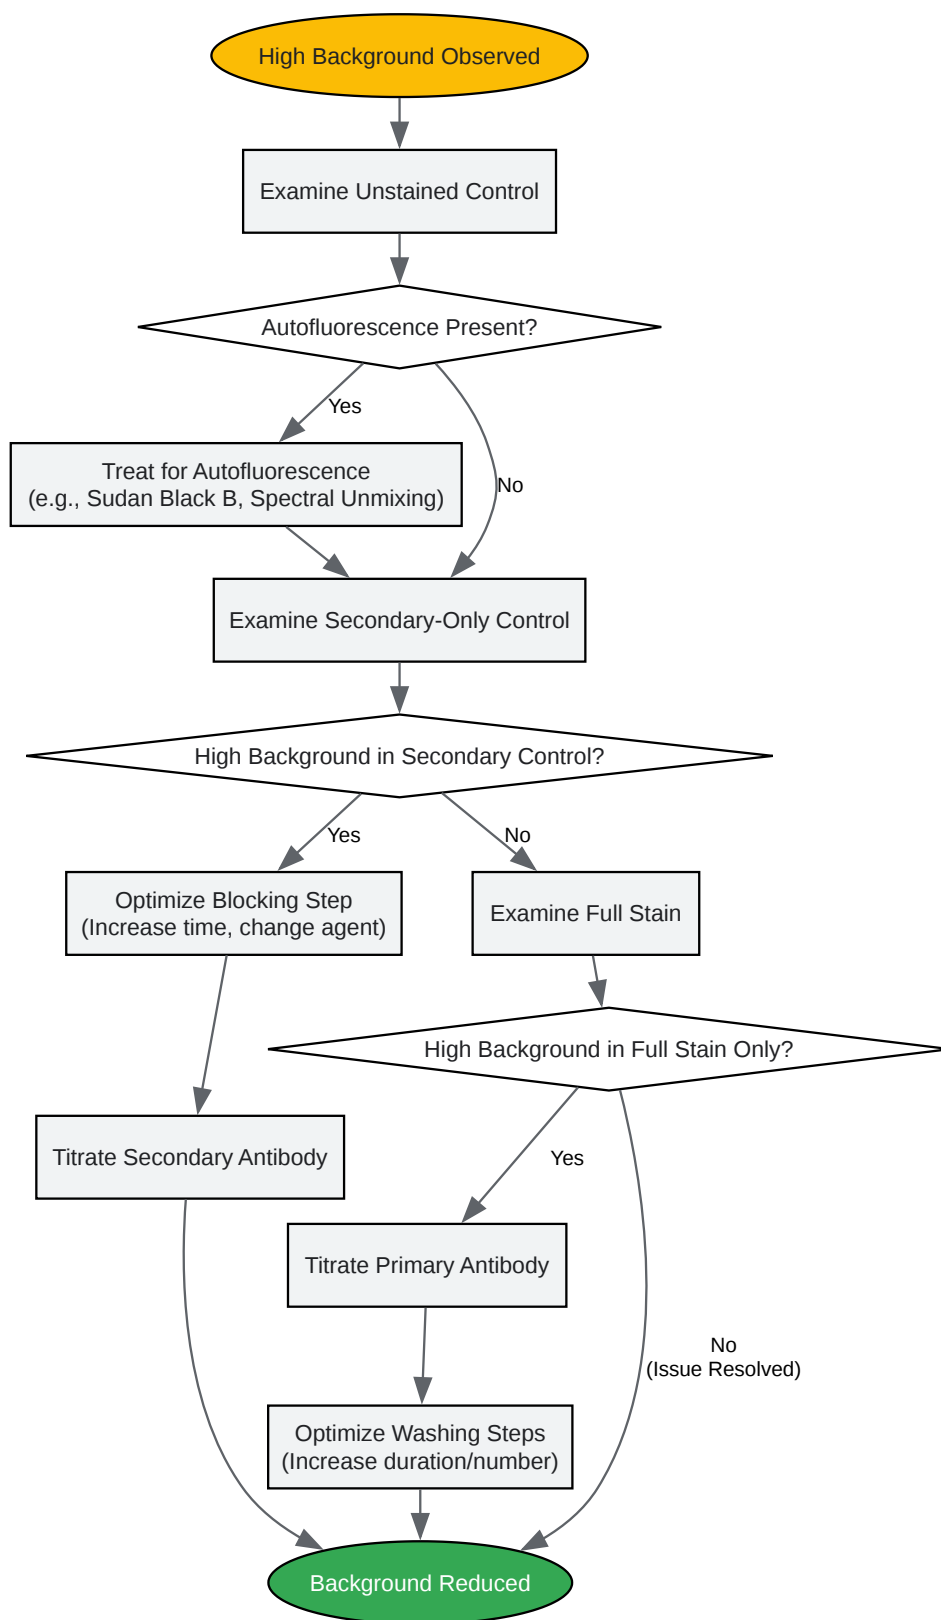 High Background Observed
Examine Unstained Control
Autofluorescence Present?
Yes
No
Treat for Autofluorescence
(e.g., Sudan Black B, Spectral Unmixing)
Examine Secondary-Only Control
High Background in Secondary Control?
Yes
No
Optimize Blocking Step
(Increase time, change agent)
Examine Full Stain
High Background in Full Stain Only?
Titrate Secondary Antibody
Yes
Titrate Primary Antibody
No
(Issue Resolved)
Optimize Washing Steps
(Increase duration/number)
Background Reduced